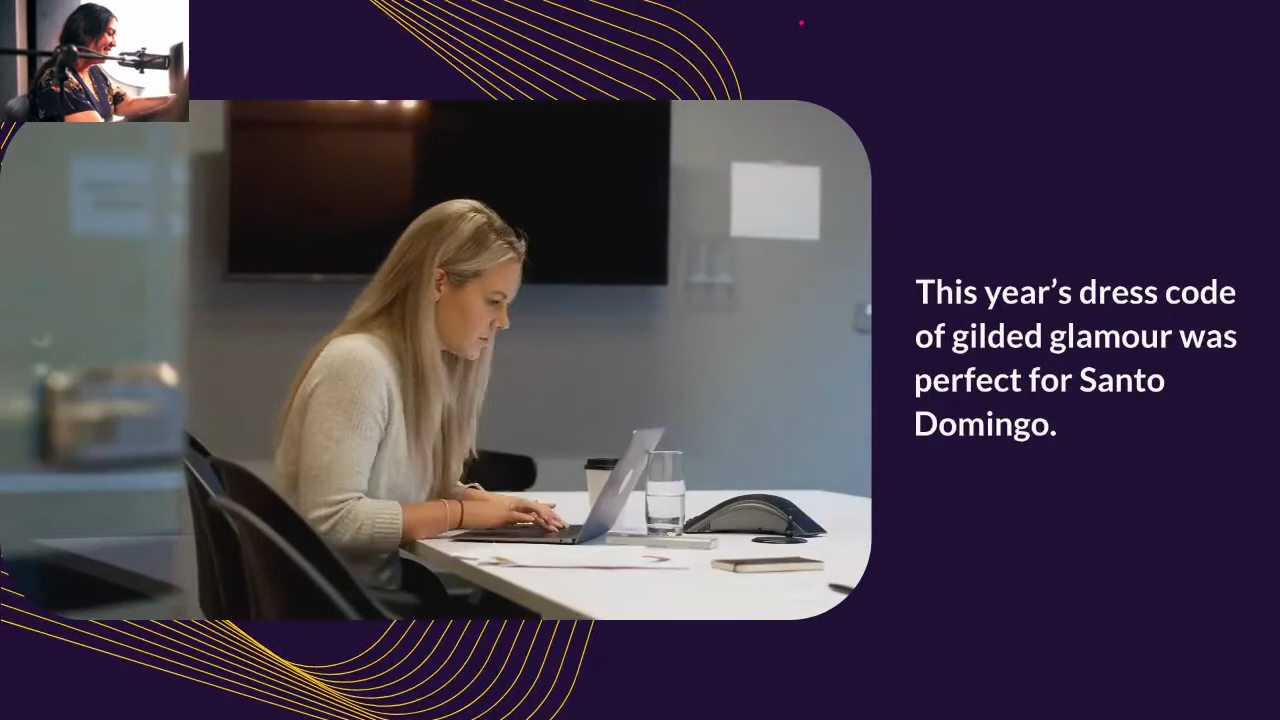 This year’s dress code
of gilded glamour was
perfect for Santo
Domingo.